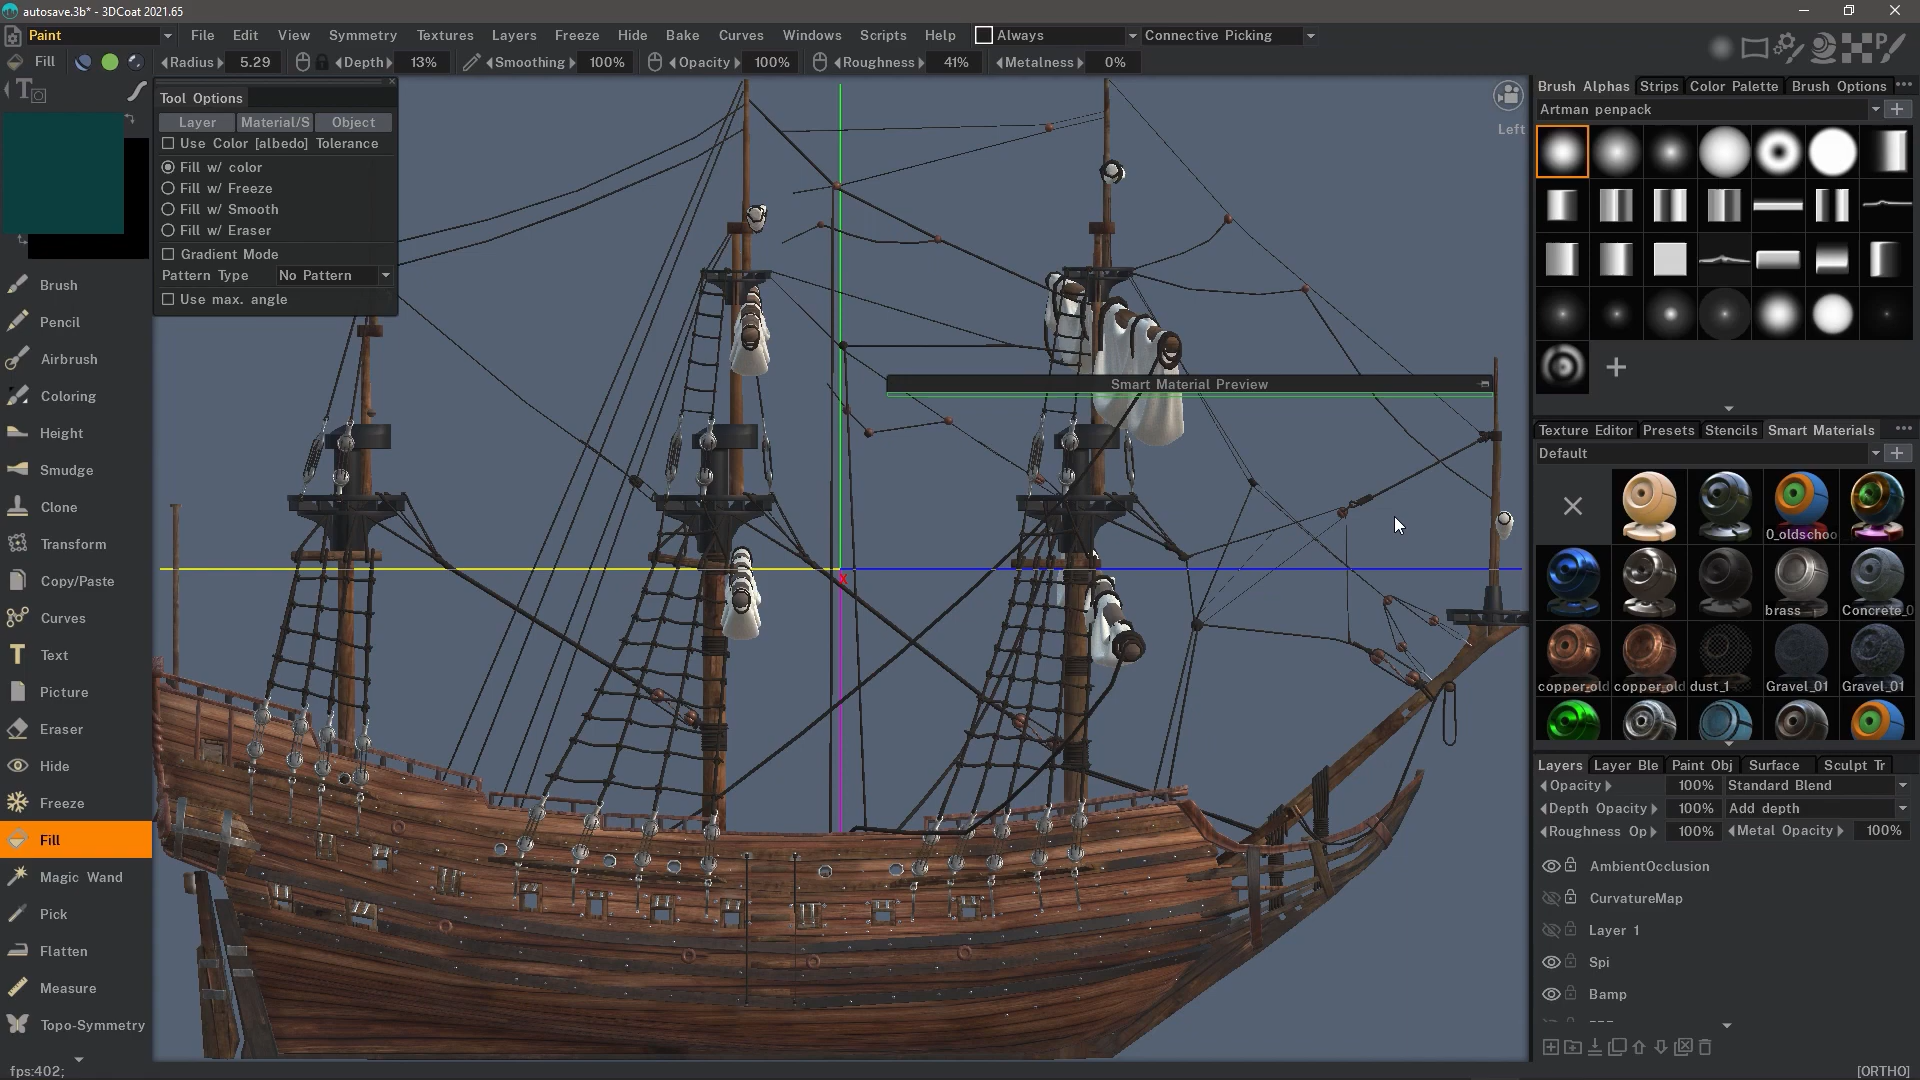 autosave.3b* - 3DCoat 2021.65
Paint File Edit View Symmetry Textures Layers Freeze Hide Bake Curves Windows Scripts Help Always Connective Picking
Fill Radius 5.29 Depth 13% Smoothing 100% Opacity 100% Roughness 41% Metalness 0%
Tool Options
Layer Material/S Object
Use Color [albedo] Tolerance
Fill w/ color
Fill w/ Freeze
Fill w/ Smooth
Fill w/ Eraser
Gradient Mode
Pattern Type No Pattern
Use max. angle
Brush
Pencil
Airbrush
Coloring
Height
Smudge
Clone
Transform
Copy/Paste
Curves
Text
Picture
Eraser
Hide
Freeze
Fill
Magic Wand
Pick
Flatten
Measure
Topo-Symmetry
fps:402;
Left
Smart Material Preview
X
Brush Alphas Strips Color Palette Brush Options
Artman penpack
Texture Editor Presets Stencils Smart Materials
Default
0_oldschoo
brass Concrete_0
copper_old copper_old dust_1 Gravel_01 Gravel_01
Layers Layer Ble Paint Obj Surface Sculpt Tr
Opacity 100% Standard Blend
Depth Opacity 100% Add depth
Roughness Op 100% Metal Opacity 100%
AmbientOcclusion
CurvatureMap
Layer 1
Spi
Bamp
[ORTHO]